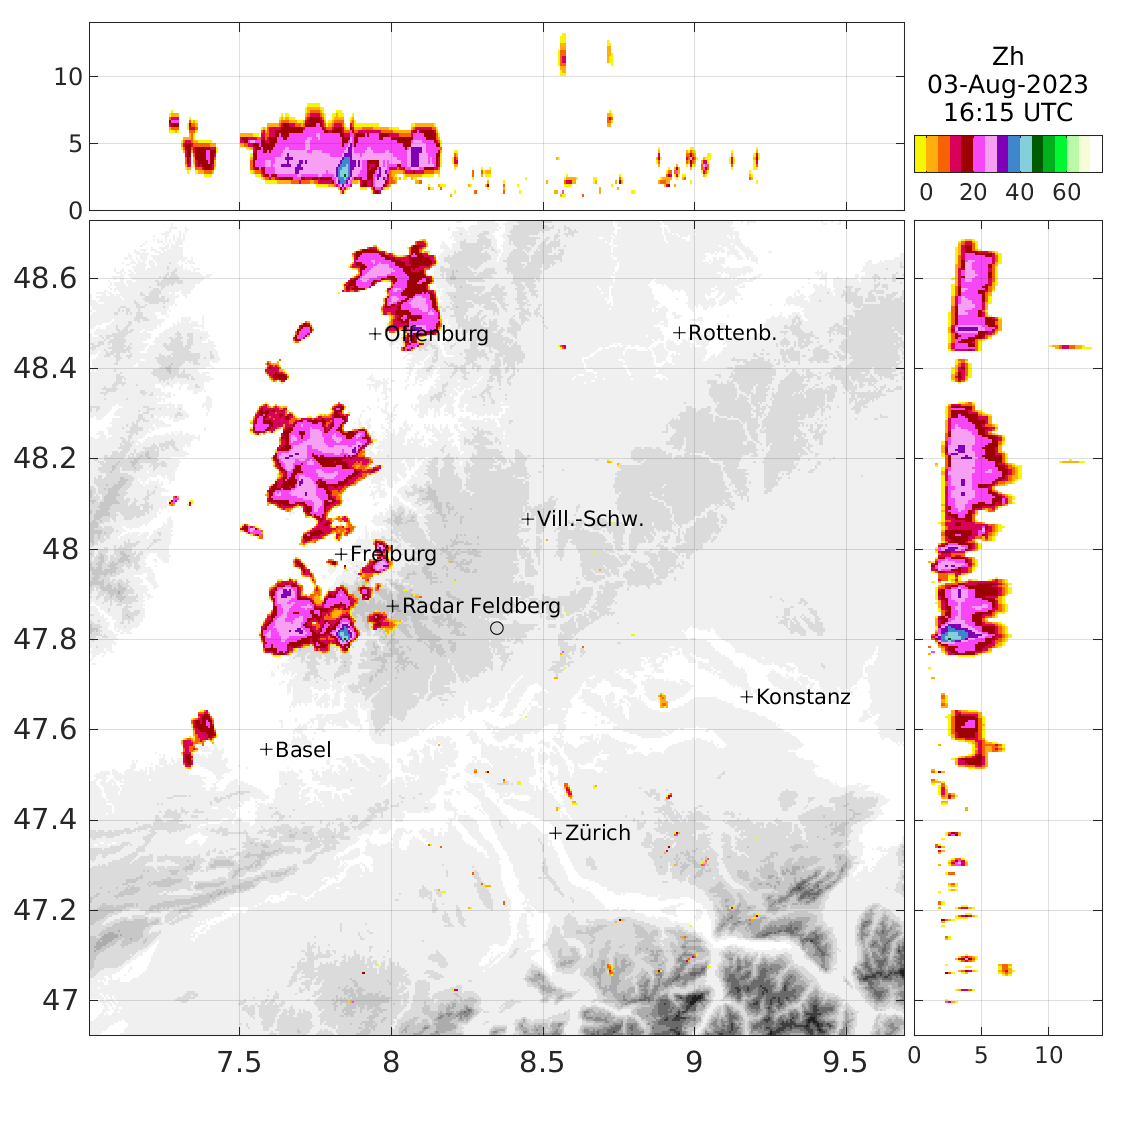 10
5
0
Zh
03-Aug-2023
16:15 UTC
0 20 40 60
48.6
48.4
48.2
48
47.8
47.6
47.4
47.2
47
Offenburg
Rottenb.
Vill.-Schw.
Freiburg
Radar Feldberg
Konstanz
Basel
Zürich
7.5 8 8.5 9 9.5
0 5 10